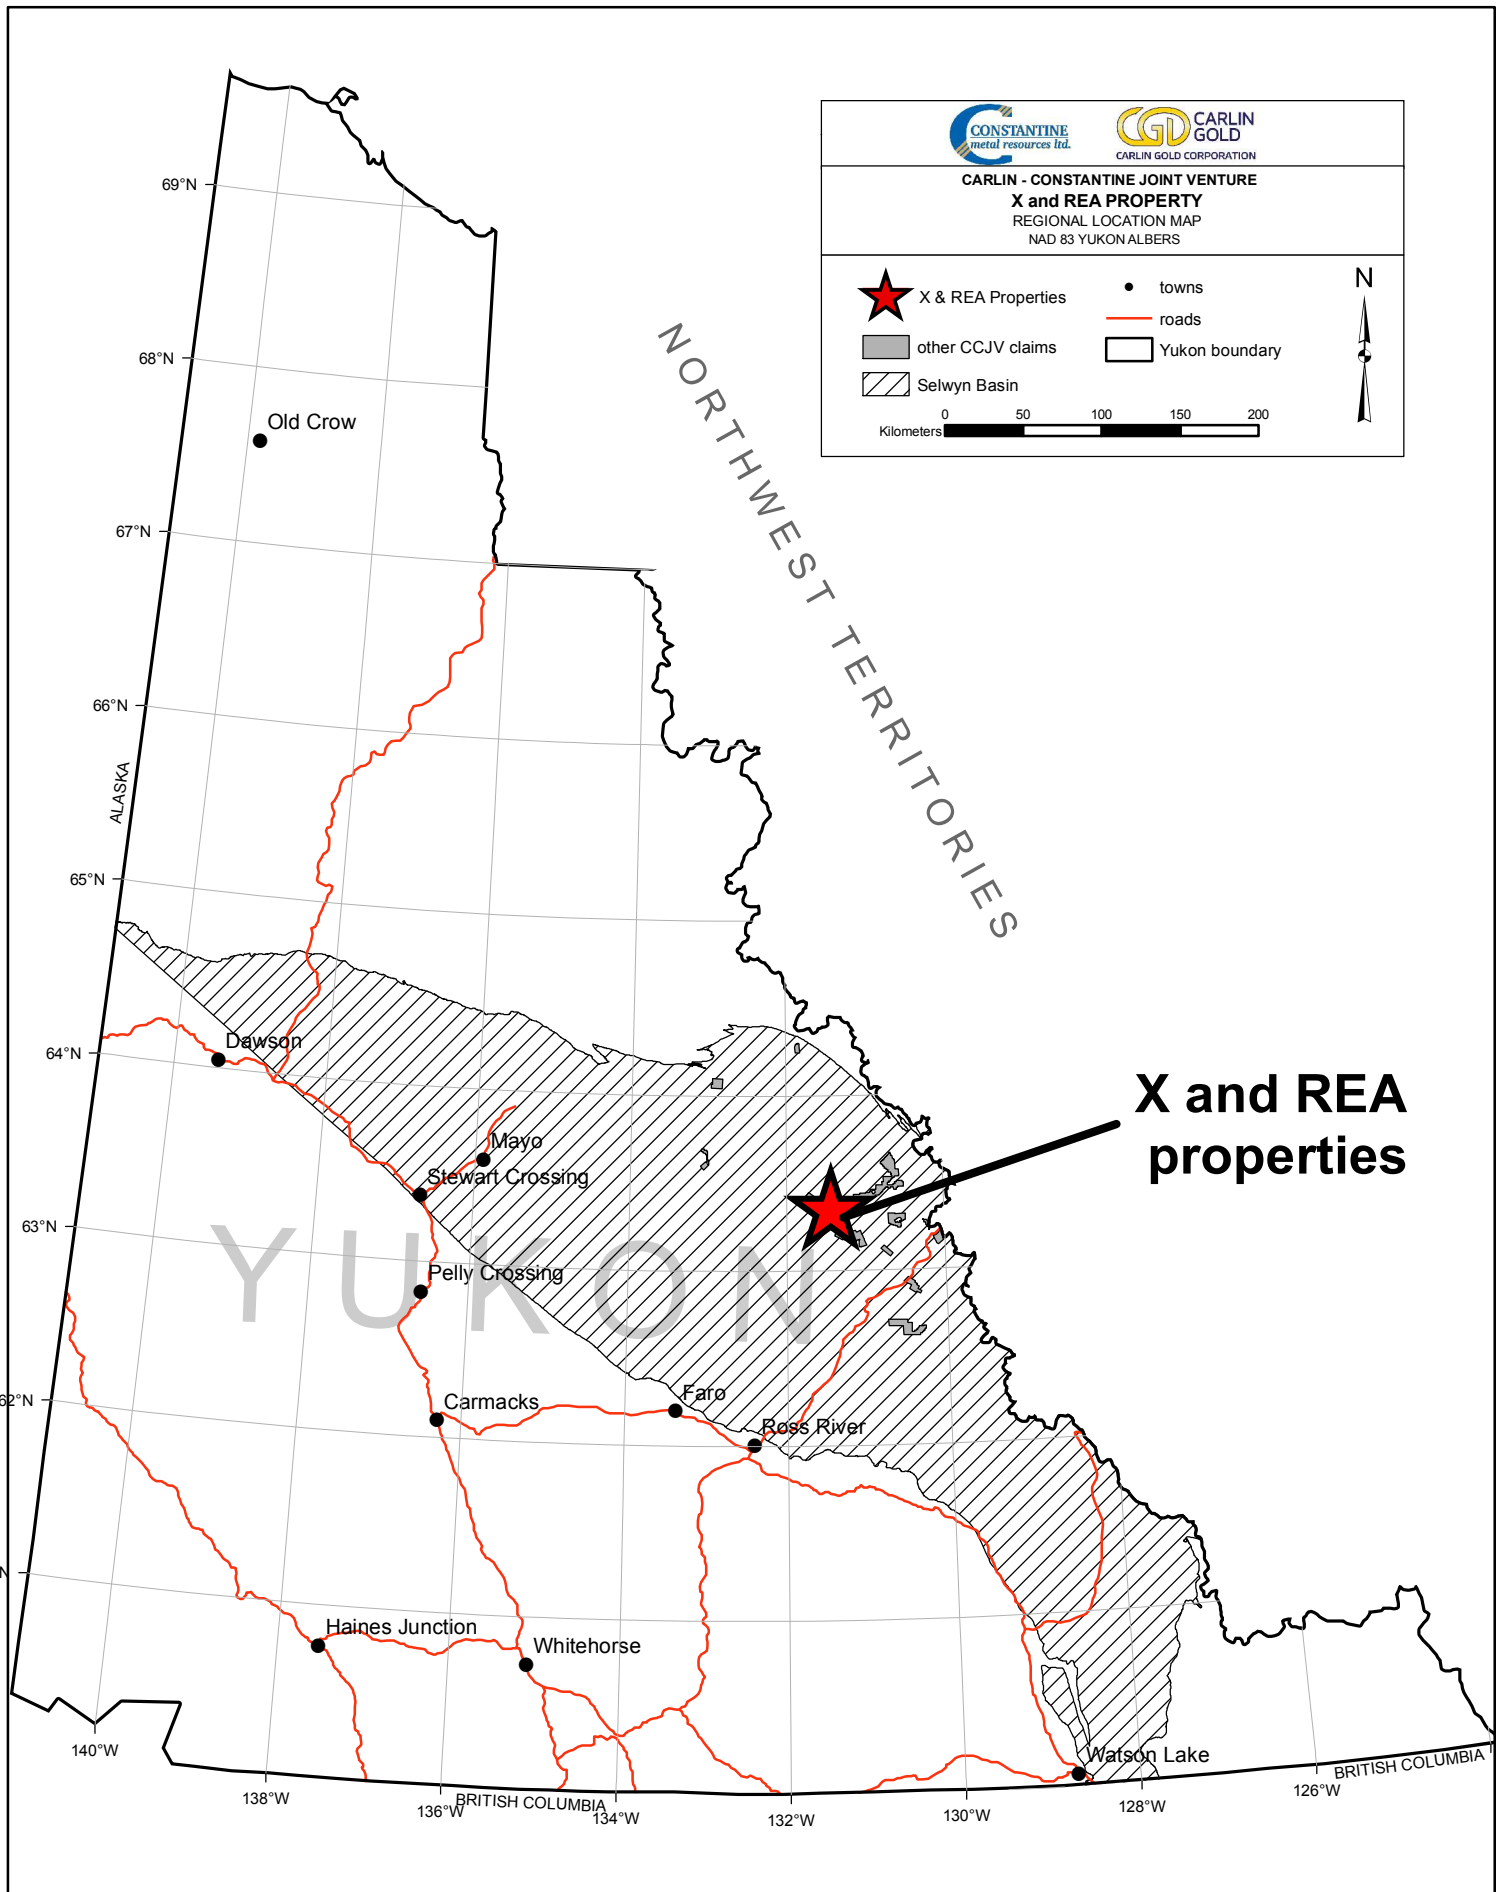 CONSTANTINE
metal resources ltd.
CGD
CARLIN
GOLD
CARLIN GOLD CORPORATION
CARLIN - CONSTANTINE JOINT VENTURE
X and REA PROPERTY
REGIONAL LOCATION MAP
NAD 83 YUKON ALBERS
X & REA Properties
other CCJV claims
Selwyn Basin
towns
roads
Yukon boundary
N
0 50 100 150 200
Kilometers
69°N
68°N
67°N
66°N
65°N
64°N
63°N
62°N
N
NORTHWEST TERRITORIES
ALASKA
Old Crow
Dawson
Mayo
Stewart Crossing
YUKON
Pelly Crossing
X and REA
properties
Carmacks
Faro
Ross River
Haines Junction
Whitehorse
Watson Lake
BRITISH COLUMBIA
BRITISH COLUMBIA
140°W
138°W
136°W
134°W
132°W
130°W
128°W
126°W